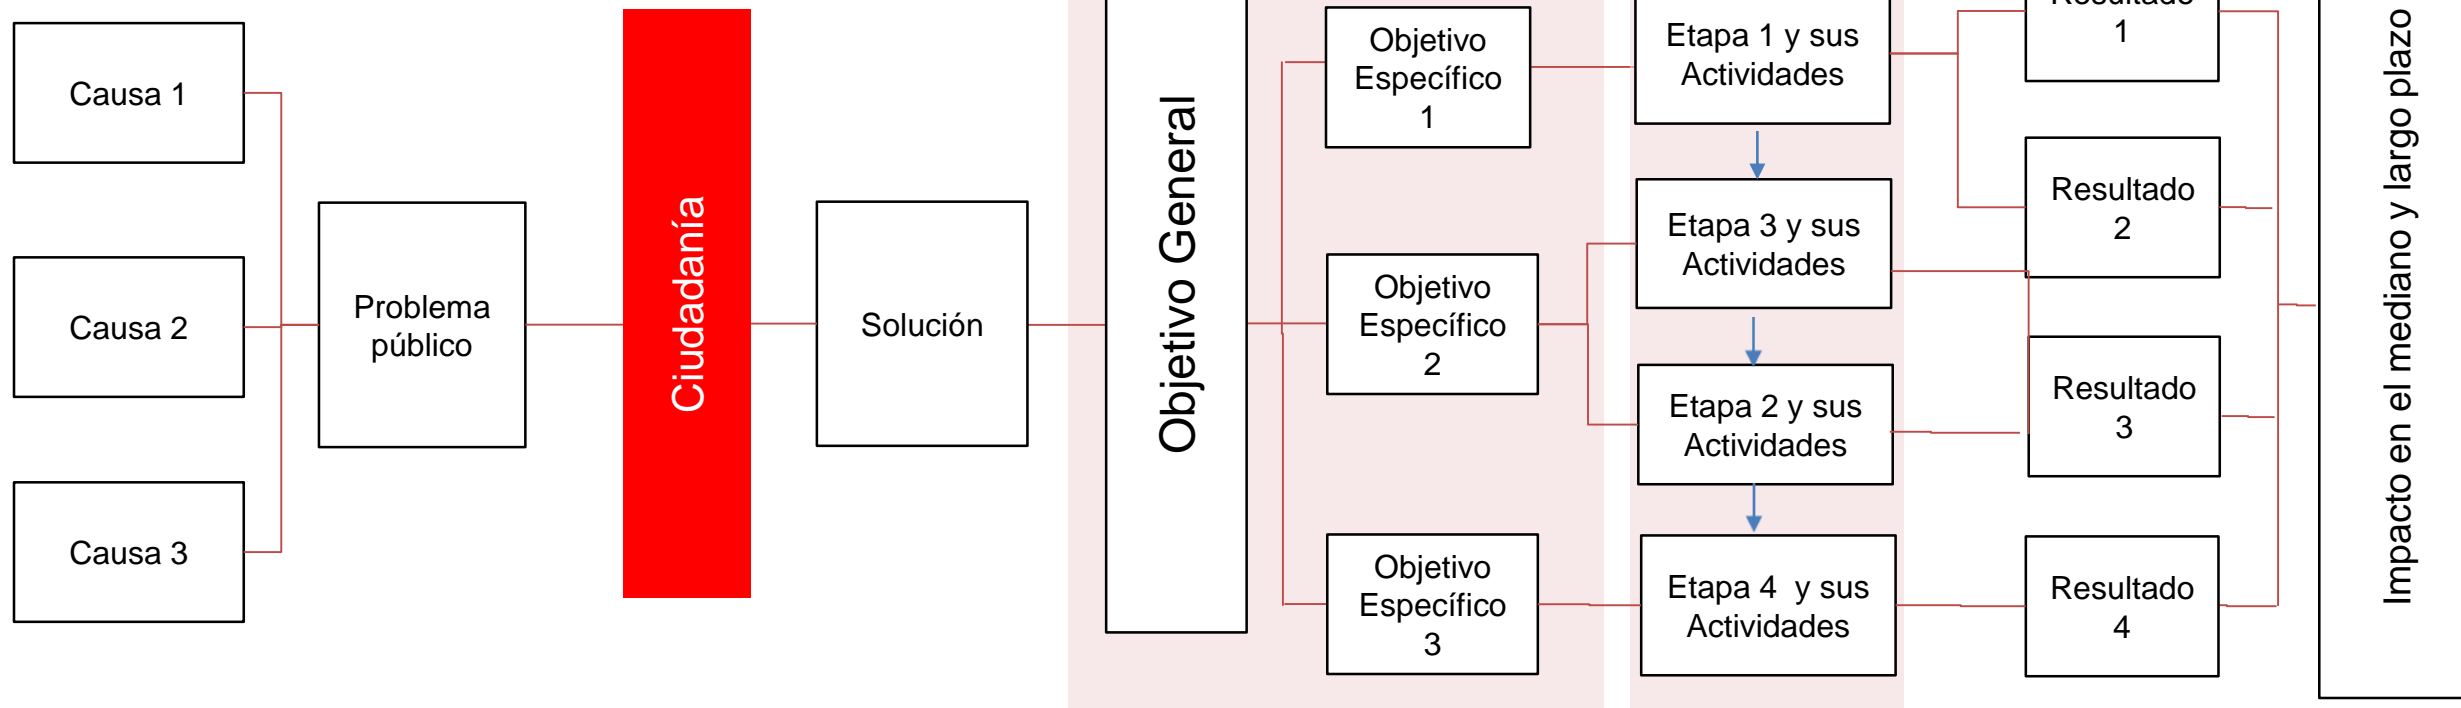 Causa 1
Causa 2
Causa 3
Problema
público
Ciudadanía
Solución
Objetivo General
Objetivo
Específico
1
Objetivo
Específico
2
Objetivo
Específico
3
Etapa 1 y sus
Actividades
Etapa 3 y sus
Actividades
Etapa 2 y sus
Actividades
Etapa 4 y sus
Actividades
Resultado
1
Resultado
2
Resultado
3
Resultado
4
Impacto en el mediano y largo plazo